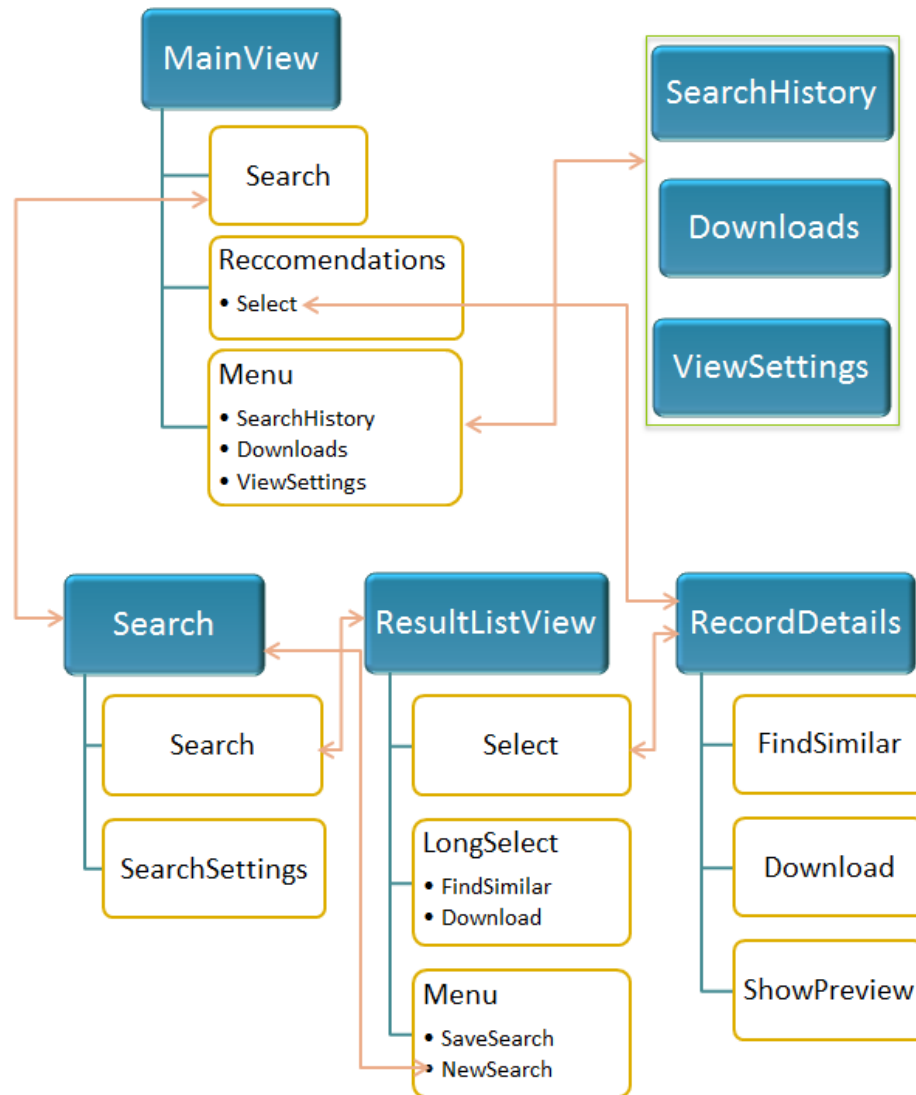 MainView
Search
Reccomendations
• Select
Menu
• SearchHistory
• Downloads
• ViewSettings
SearchHistory
Downloads
ViewSettings
Search
Search
SearchSettings
ResultListView
Select
LongSelect
• FindSimilar
• Download
Menu
• SaveSearch
• NewSearch
RecordDetails
FindSimilar
Download
ShowPreview